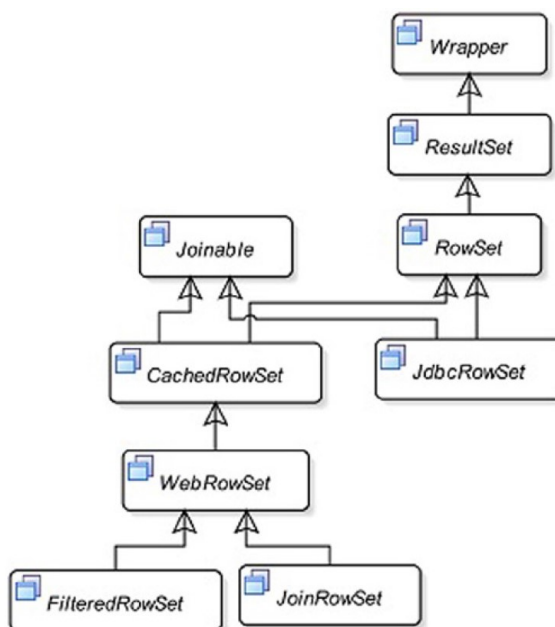 Wrapper
ResultSet
Joinable
RowSet
CachedRowSet
JdbcRowSet
WebRowSet
FilteredRowSet
JoinRowSet